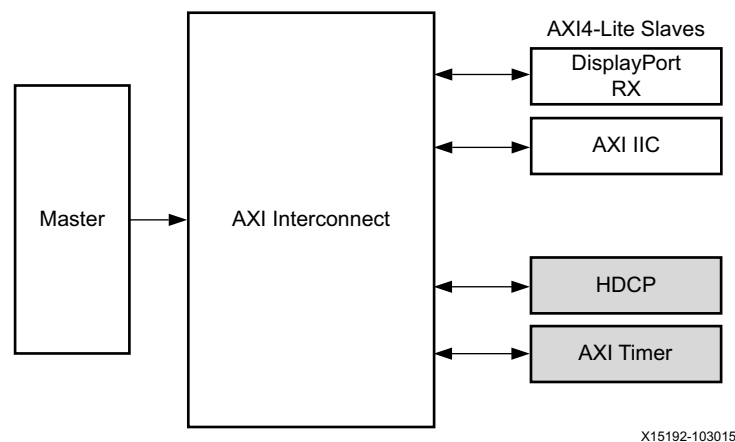 AXI4-Lite Slaves
DisplayPort
RX
AXI IIC
Master
AXI Interconnect
HDCP
AXI Timer
X15192-103015